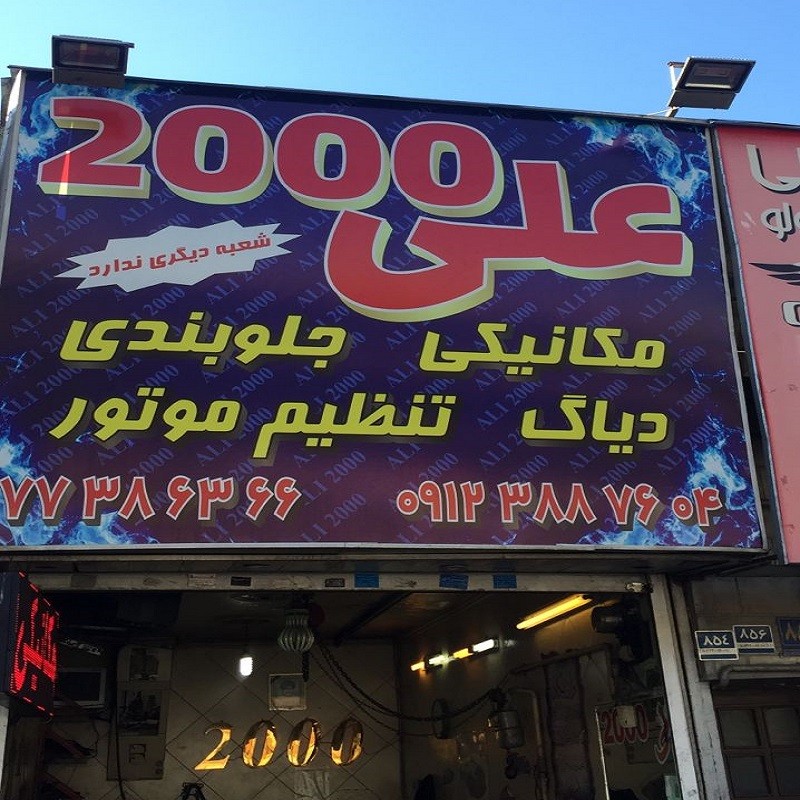 علی 2000
شعبه دیگری ندارد
مکانیکی جلوبندی
دیاگ تنظیم موتور
۰۹۱۲ ۳۸۸ ۷۶ ۰۴
۷۷ ۳۸ ۶۳ ۶۶
2000
2000
۸۵۴
۸۵۶